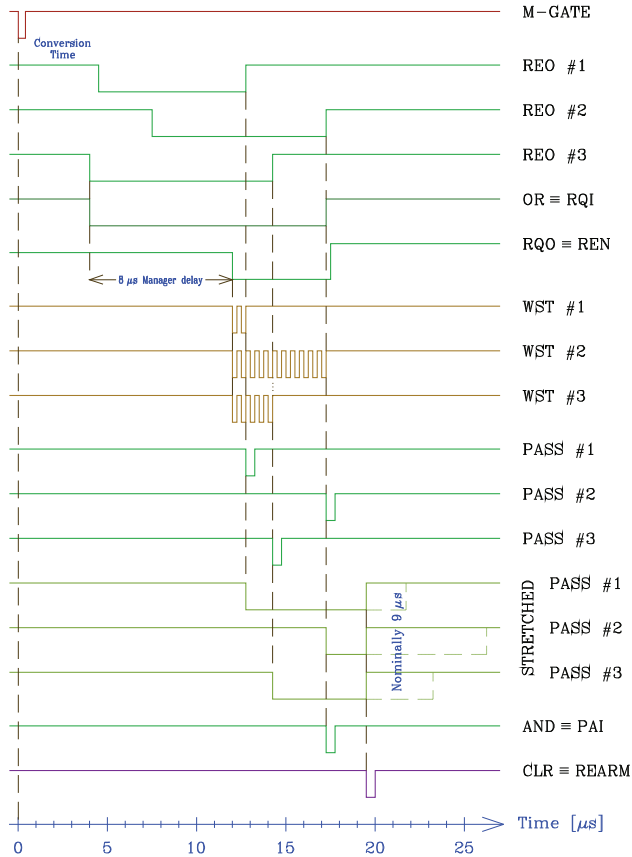 M-GATE
Conversion
Time
REO #1
REO #2
REO #3
OR ≡ RQI
RQO ≡ REN
8 μs Manager delay
WST #1
WST #2
WST #3
PASS #1
PASS #2
PASS #3
STRETCHED
PASS #1
PASS #2
PASS #3
Nominally 9 μs
AND ≡ PAI
CLR ≡ REARM
Time [μs]
0 5 10 15 20 25